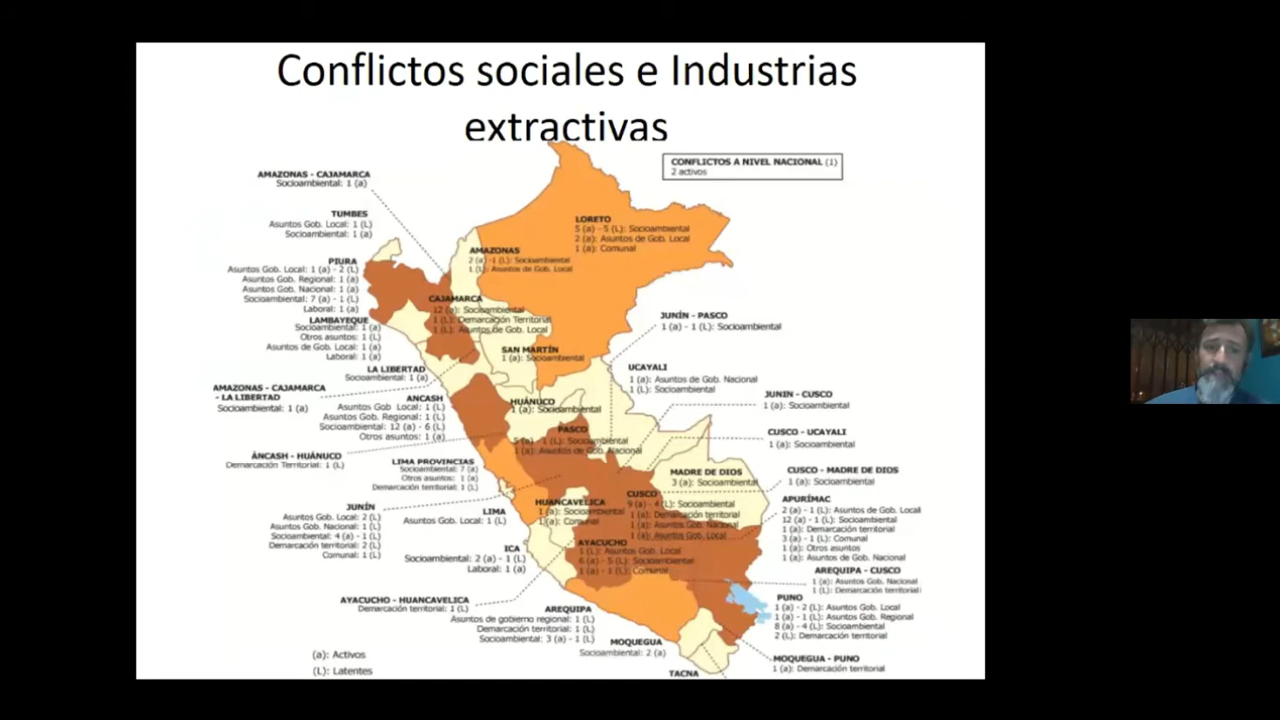 Conflictos sociales e Industrias
extractivas
CONFLICTOS A NIVEL NACIONAL (1)
2 activos
AMAZONAS - CAJAMARCA
Socioambiental: 1 (a)
TUMBES
Asuntos Gob. Local: 1 (L)
Socioambiental: 1 (a)
PIURA
Asuntos Gob. Local: 1 (a) - 2 (L)
Asuntos Gob. Regional: 1 (a)
Asuntos Gob. Nacional: 1 (a)
Socioambiental: 7 (a) - 1 (L)
Laboral: 1 (a)
LAMBAYEQUE
Socioambiental: 1 (a)
Otros asuntos: 1 (L)
Asuntos de Gob. Local: 1 (a)
Laboral: 1 (a)
LA LIBERTAD
Socioambiental: 1 (a)
AMAZONAS - CAJAMARCA
- LA LIBERTAD
Socioambiental: 1 (a)
ANCASH
Asuntos Gob Local: 1 (L)
Asuntos Gob. Regional: 1 (L)
Socioambiental: 12 (a) - 6 (L)
Otros asuntos: 1 (a)
ÁNCASH - HUÁNUCO
Demarcación Territorial: 1 (L)
LIMA PROVINCIAS
Socioambiental: 7 (a)
Otros asuntos: 1 (a)
Demarcación territorial: 1 (L)
JUNÍN
Asuntos Gob. Local: 2 (L)
Asuntos Gob. Nacional: 1 (L)
Socioambiental: 4 (a) - 1 (L)
Demarcación territorial: 2 (L)
Comunal: 1 (L)
LIMA
Asuntos Gob. Local: 1 (L)
ICA
Socioambiental: 2 (a) - 1 (L)
Laboral: 1 (a)
AYACUCHO - HUANCAVELICA
Demarcación territorial: 1 (L)
AREQUIPA
Asuntos de gobierno regional: 1 (L)
Demarcación territorial: 1 (L)
Socioambiental: 3 (a) - 1 (L)
MOQUEGUA
Socioambiental: 2 (a)
TACNA
(a): Activos
(L): Latentes
LORETO
5 (a) - 5 (L): Socioambiental
2 (a): Asuntos de Gob. Local
1 (a): Comunal
AMAZONAS
2 (a) -1 (L): Socioambiental
1 (L): Asuntos de Gob. Local
CAJAMARCA
12 (a): Socioambiental
1 (L): Demarcación Territorial
1 (L): Asuntos de Gob. Local
SAN MARTÍN
1 (a): Socioambiental
HUÁNUCO
1 (a): Socioambiental
PASCO
- 1 (L): Socioambiental
1 (a): Asuntos de Gob. Nacional
HUANCAVELICA
1 (a): Socioambiental
1 (a): Comunal
AYACUCHO
1 (L): Asuntos Gob. Local
6 (a) - 5 (L): Socioambiental
1 (a) - 1 (L): Comunal
CUSCO
9 (a) - 4 (L): Socioambiental
1 (a): Demarcación territorial
1 (a): Asuntos Gob. Nacional
1 (a): Asuntos Gob. Local
MADRE DE DIOS
3 (a): Socioambiental
JUNÍN - PASCO
1 (a) - 1 (L): Socioambiental
UCAYALI
1 (a): Asuntos de Gob. Nacional
1 (L): Socioambiental
JUNIN - CUSCO
1 (a): Socioambiental
CUSCO - UCAYALI
1 (a): Socioambiental
CUSCO - MADRE DE DIOS
1 (a): Socioambiental
APURÍMAC
2 (a) - 1 (L): Asuntos de Gob. Local
12 (a) - 1 (L): Socioambiental
1 (a): Demarcación territorial
3 (a) - 1 (L): Comunal
1 (a): Otros asuntos
1 (a): Asuntos de Gob. Nacional
AREQUIPA - CUSCO
1 (a): Asuntos Gob. Nacional
1 (L): Demarcación territorial
PUNO
1 (a) - 2 (L): Asuntos Gob. Local
1 (a) - 1 (L): Asuntos Gob. Regional
8 (a) - 4 (L): Socioambiental
2 (L): Demarcación territorial
MOQUEGUA - PUNO
1 (a): Demarcación territorial